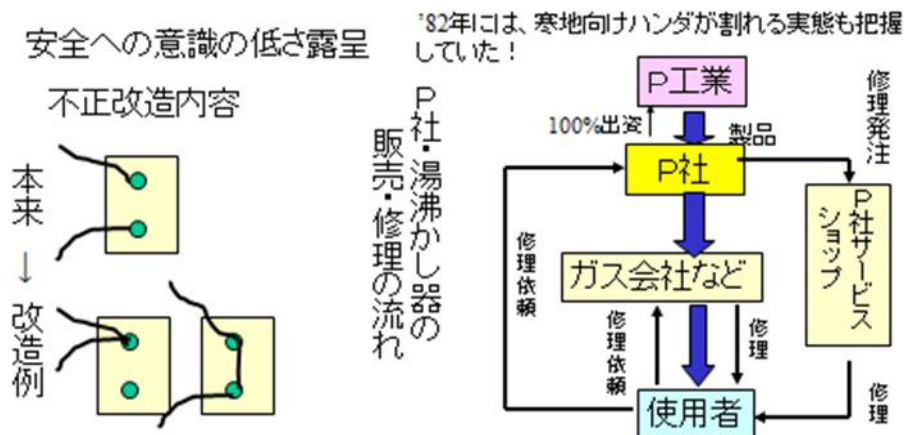 安全への意識の低さ露呈
不正改造内容
本来
↓
改造例
P社・湯沸かし器の
販売・修理の流れ
'82年には、寒地向けハンダが割れる実態も把握
していた！
P工業
100%出資
製品
P社
修理発注
P社サービス
ショップ
ガス会社など
修理依頼
修理依頼
修理
修理
使用者